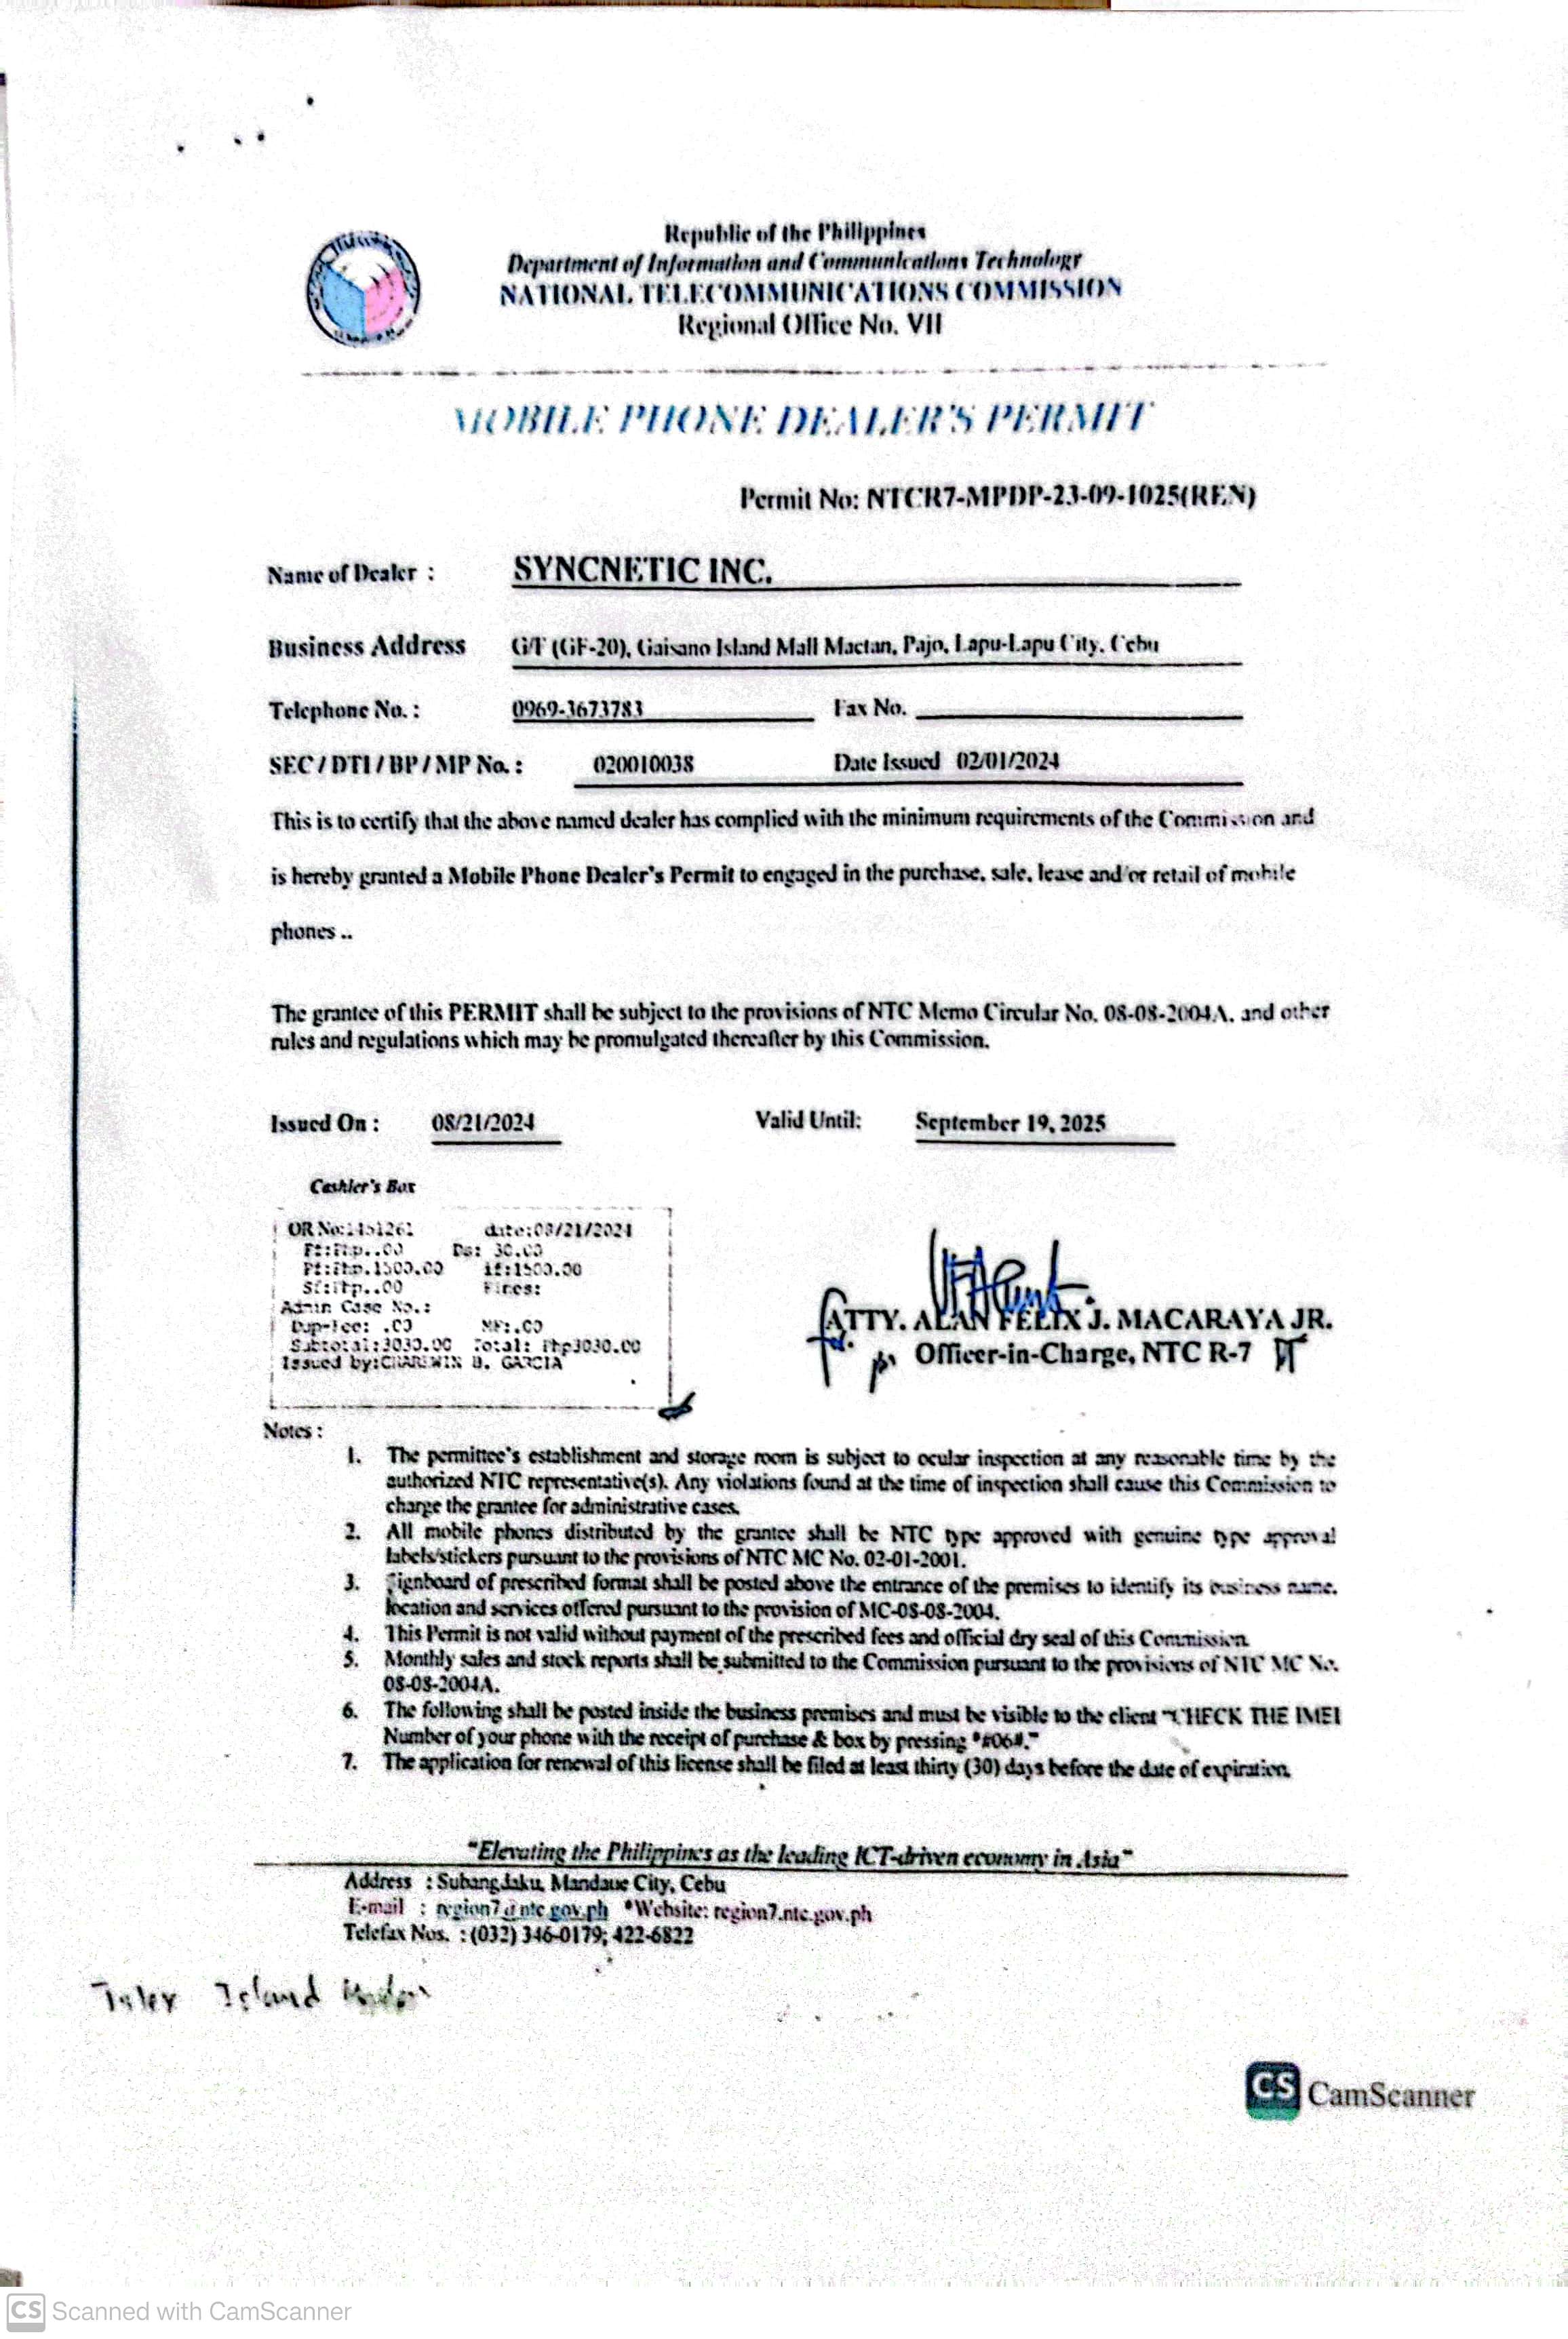 Republic of the Philippines
Department of Information and Communications Technology
NATIONAL TELECOMMUNICATIONS COMMISSION
Regional Office No. VII
MOBILE PHONE DEALER'S PERMIT
Permit No: NTCR7-MPDP-23-09-1025(REN)
Name of Dealer : SYNCNETIC INC.
Business Address G/F (GF-20), Gaisano Island Mall Mactan, Pajo, Lapu-Lapu City, Cebu
Telephone No. : 0969-3673783 Fax No.
SEC / DTI / BP / MP No. : 020010038 Date Issued 02/01/2024
This is to certify that the above named dealer has complied with the minimum requirements of the Commission and
is hereby granted a Mobile Phone Dealer's Permit to engaged in the purchase, sale, lease and/or retail of mobile
phones ..
The grantee of this PERMIT shall be subject to the provisions of NTC Memo Circular No. 08-08-2004A. and other
rules and regulations which may be promulgated thereafter by this Commission.
Issued On : 08/21/2024 Valid Until: September 19, 2025
Cashier's Box
OR No:1451261 date:08/21/2024
Ff:Php..00 Ds: 30.00
Pf:Php.1500.00 if:1500.00
Sf:Php..00 Fines:
Admin Case No.:
Dup-fee: .00 MF:.00
Subtotal:3030.00 Total: Php3030.00
Issued by:CHARLWIN B. GARCIA
ATTY. ALAN FELIX J. MACARAYA JR.
Officer-in-Charge, NTC R-7
Notes :
1. The permittee's establishment and storage room is subject to ocular inspection at any reasonable time by the
authorized NTC representative(s). Any violations found at the time of inspection shall cause this Commission to
charge the grantee for administrative cases.
2. All mobile phones distributed by the grantee shall be NTC type approved with genuine type approval
labels/stickers pursuant to the provisions of NTC MC No. 02-01-2001.
3. Signboard of prescribed format shall be posted above the entrance of the premises to identify its business name,
location and services offered pursuant to the provision of MC-08-08-2004.
4. This Permit is not valid without payment of the prescribed fees and official dry seal of this Commission
5. Monthly sales and stock reports shall be submitted to the Commission pursuant to the provisions of NTC MC No.
08-08-2004A.
6. The following shall be posted inside the business premises and must be visible to the client "CHECK THE IMEI
Number of your phone with the receipt of purchase & box by pressing *#06#."
7. The application for renewal of this license shall be filed at least thirty (30) days before the date of expiration.
"Elevating the Philippines as the leading ICT-driven economy in Asia"
Address : Subangdaku, Mandaue City, Cebu
E-mail : region7@ntc.gov.ph *Website: region7.ntc.gov.ph
Telefax Nos. : (032) 346-0179; 422-6822
Island
CS CamScanner
CS Scanned with CamScanner